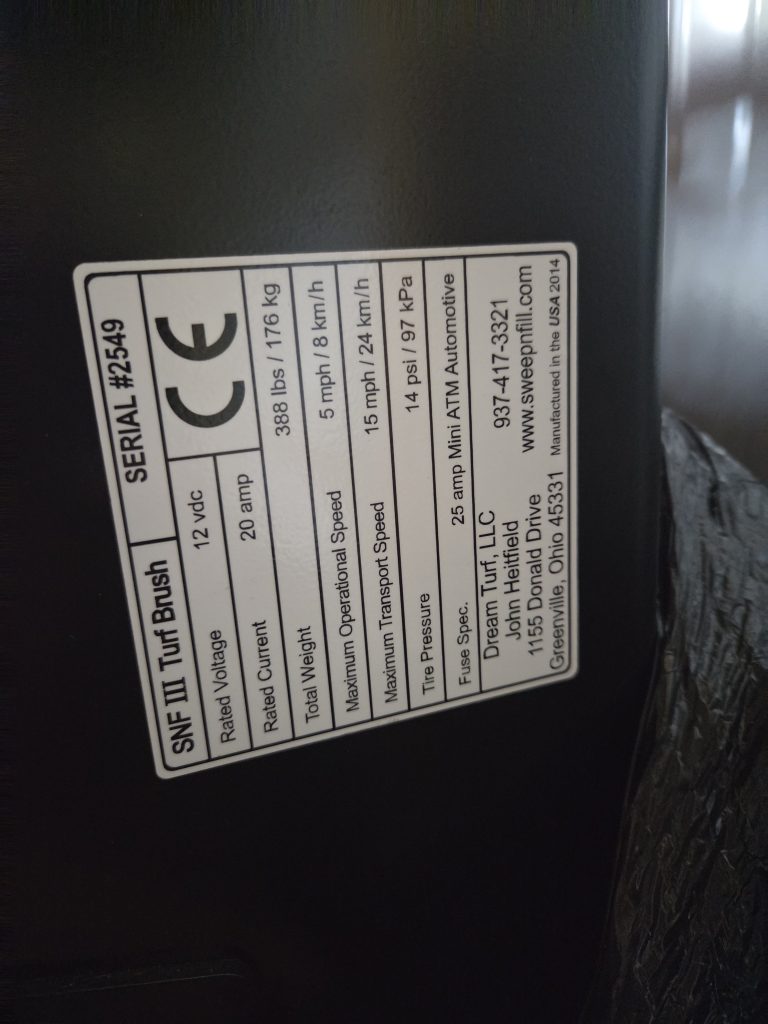 SNF III Turf Brush SERIAL #2549
Rated Voltage 12 vdc CE
Rated Current 20 amp
Total Weight 388 lbs / 176 kg
Maximum Operational Speed 5 mph / 8 km/h
Maximum Transport Speed 15 mph / 24 km/h
Tire Pressure 14 psi / 97 kPa
Fuse Spec. 25 amp Mini ATM Automotive
Dream Turf, LLC
John Heitfield 937-417-3321
1155 Donald Drive www.sweepnfill.com
Greenville, Ohio 45331 Manufactured in the USA 2014